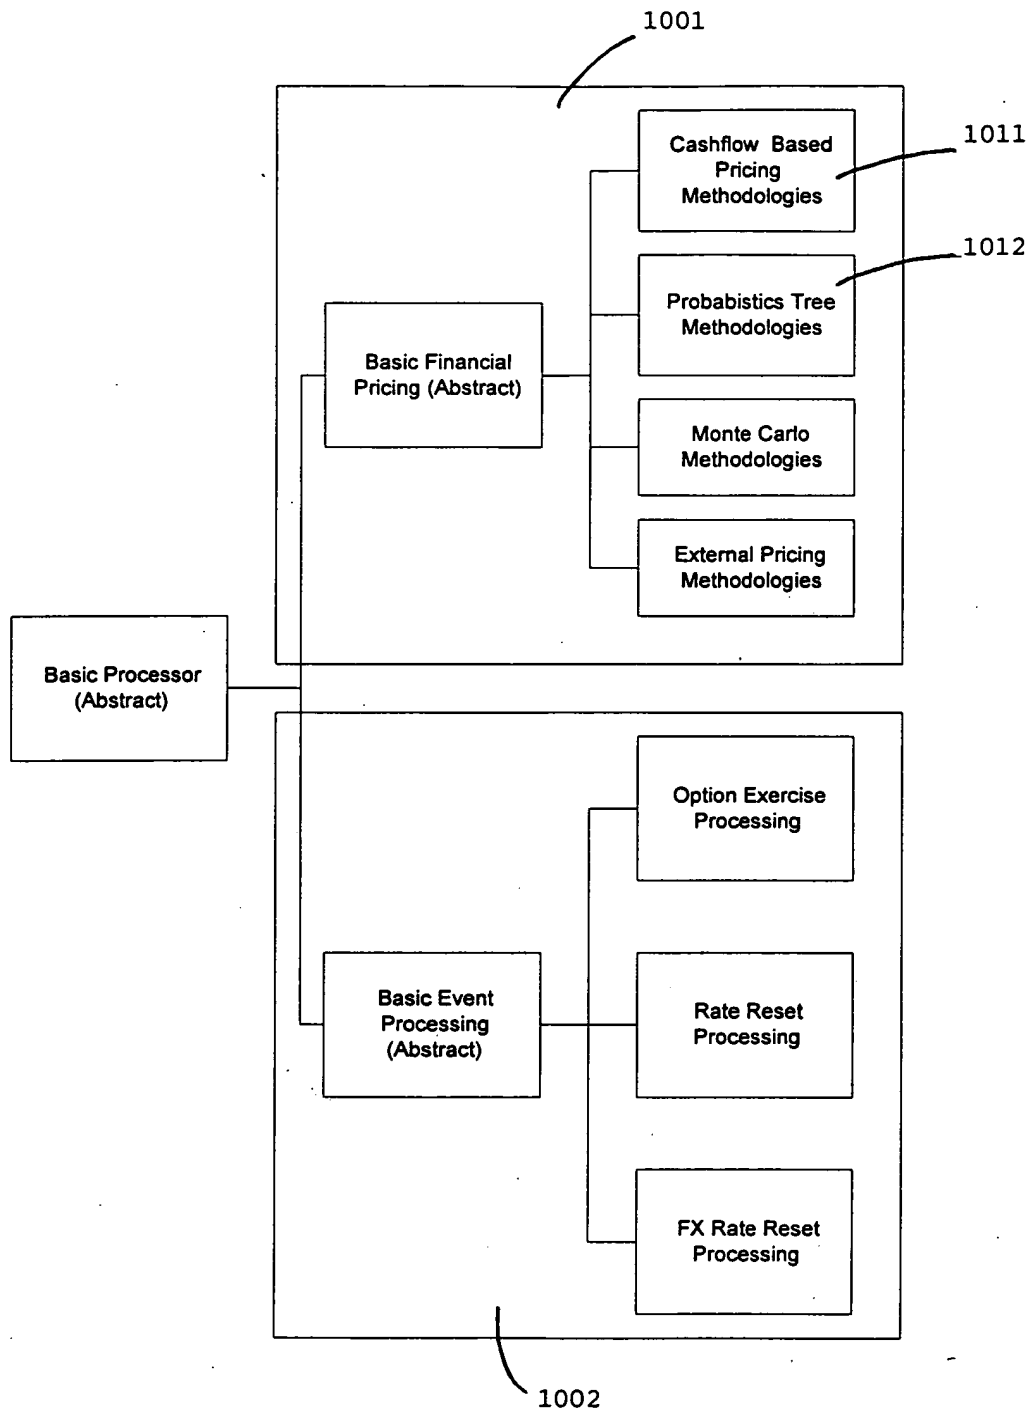 1001
Cashflow Based
Pricing
Methodologies
1011
1012
Probabistics Tree
Methodologies
Basic Financial
Pricing (Abstract)
Monte Carlo
Methodologies
External Pricing
Methodologies
Basic Processor
(Abstract)
Option Exercise
Processing
Basic Event
Processing
(Abstract)
Rate Reset
Processing
FX Rate Reset
Processing
1002